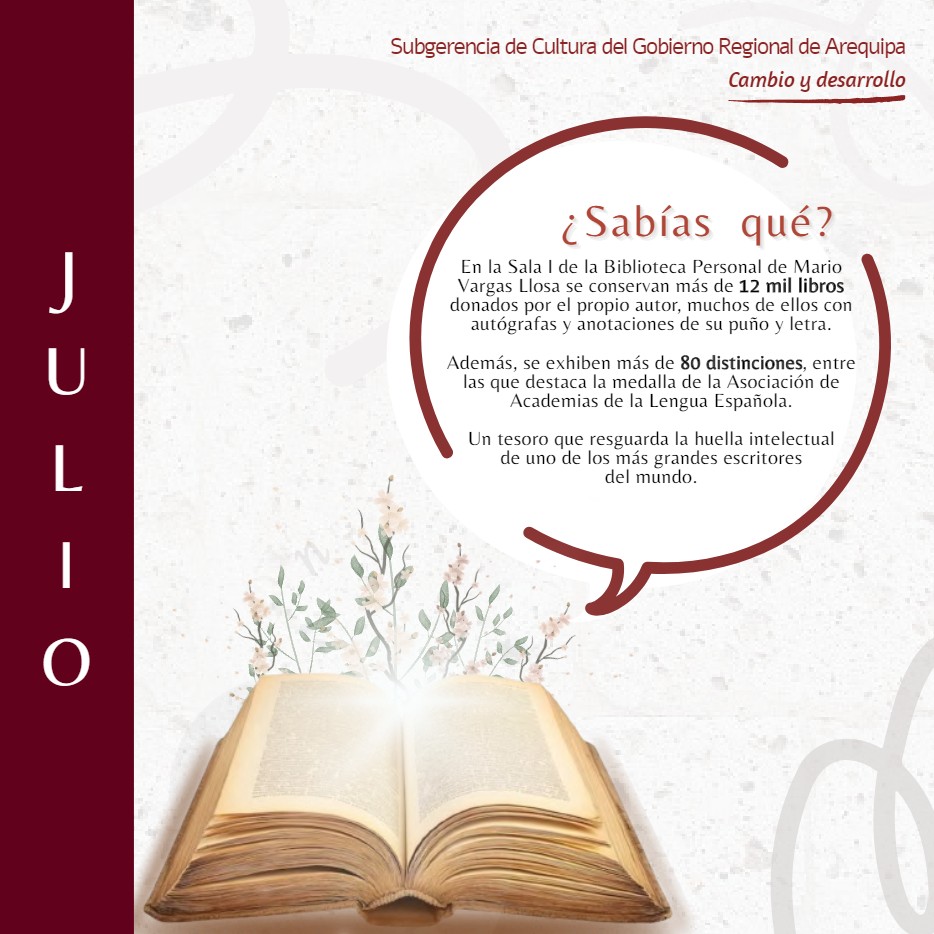 Subgerencia de Cultura del Gobierno Regional de Arequipa
Cambio y desarrollo
JULIO
¿Sabías qué?
En la Sala I de la Biblioteca Personal de Mario
Vargas Llosa se conservan más de 12 mil libros
donados por el propio autor, muchos de ellos con
autógrafas y anotaciones de su puño y letra.
Además, se exhiben más de 80 distinciones, entre
las que destaca la medalla de la Asociación de
Academias de la Lengua Española.
Un tesoro que resguarda la huella intelectual
de uno de los más grandes escritores
del mundo.